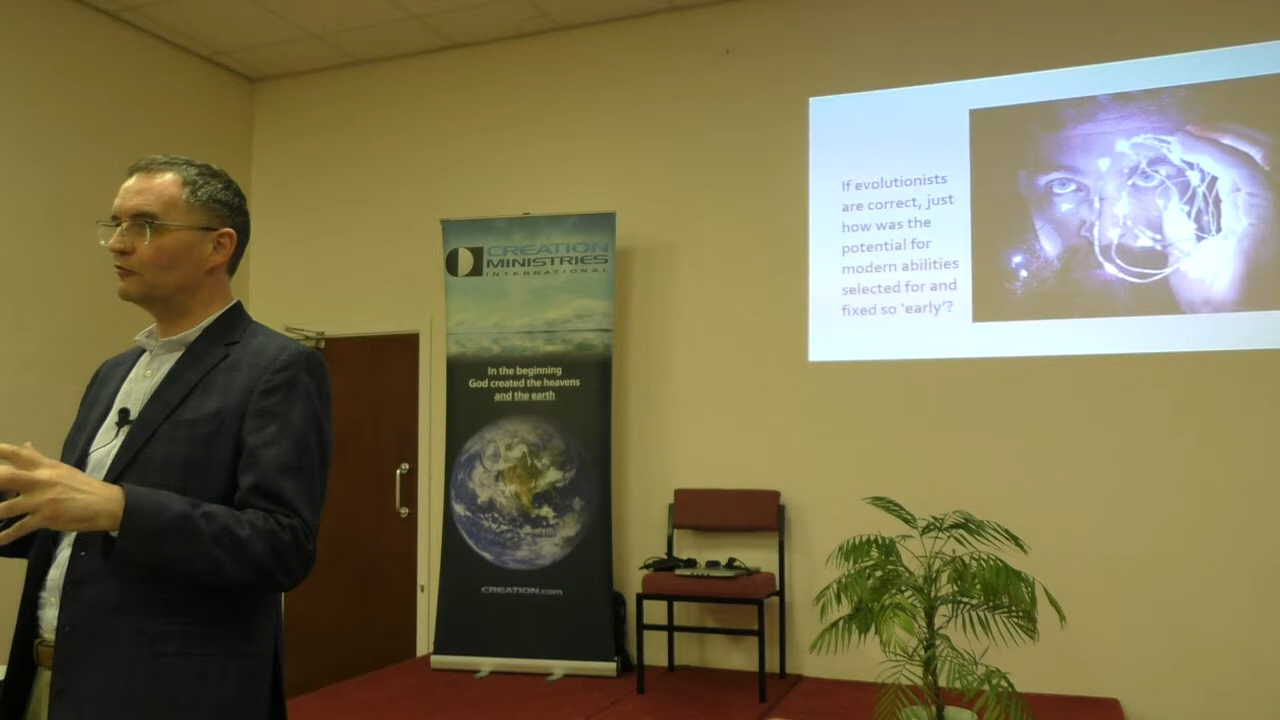 CREATION
MINISTRIES
INTERNATIONAL
In the beginning
God created the heavens
and the earth
CREATION.com
If evolutionists
are correct, just
how was the
potential for
modern abilities
selected for and
fixed so ‘early’?